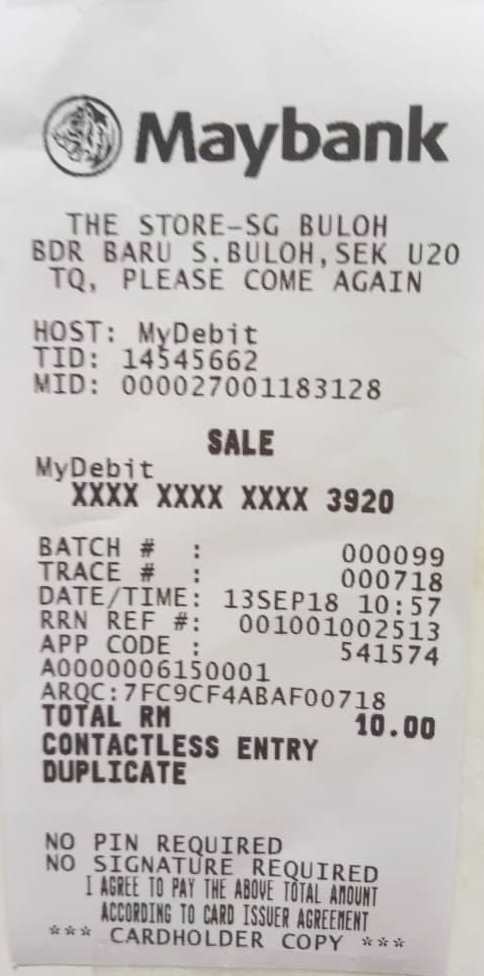 Maybank
THE STORE-SG BULOH
BDR BARU S.BULOH,SEK U20
TQ, PLEASE COME AGAIN
HOST: MyDebit
TID: 14545662
MID: 000027001183128
SALE
MyDebit
XXXX XXXX XXXX 3920
BATCH # : 000099
TRACE # : 000718
DATE/TIME: 13SEP18 10:57
RRN REF #: 001001002513
APP CODE : 541574
A0000006150001
ARQC:7FC9CF4ABAF00718
TOTAL RM 10.00
CONTACTLESS ENTRY
DUPLICATE
NO PIN REQUIRED
NO SIGNATURE REQUIRED
I AGREE TO PAY THE ABOVE TOTAL AMOUNT
ACCORDING TO CARD ISSUER AGREEMENT
*** CARDHOLDER COPY ***